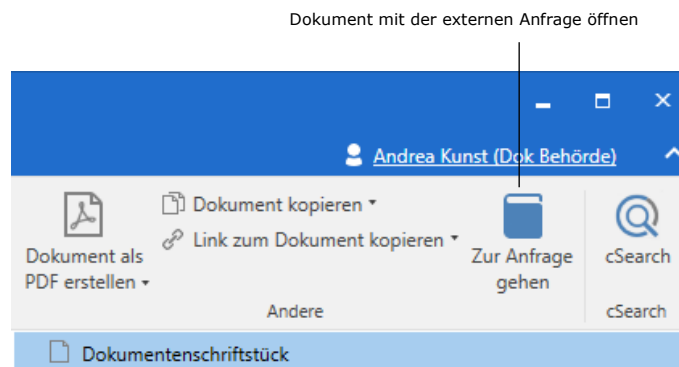 Dokument mit der externen Anfrage öffnen
Andrea Kunst (Dok Behörde)
Dokument als
PDF erstellen
Dokument kopieren
Link zum Dokument kopieren
Zur Anfrage
gehen
cSearch
Andere
cSearch
Dokumentenschriftstück